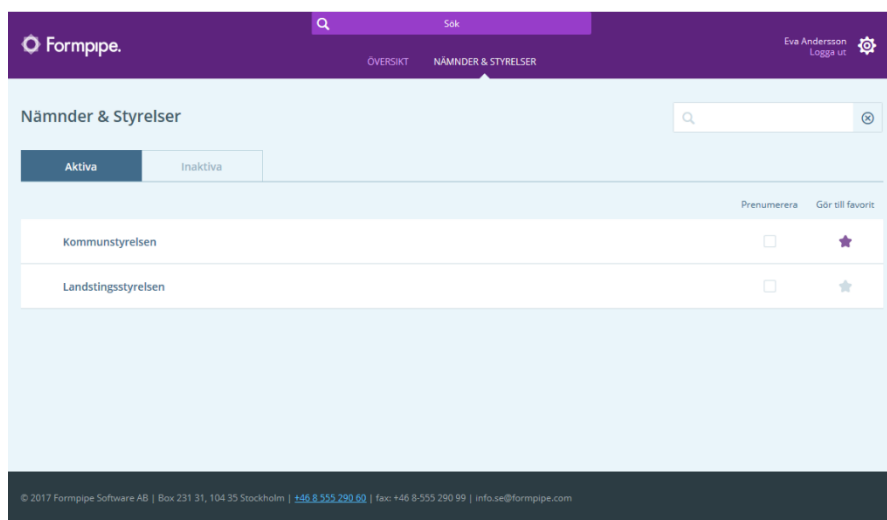 Formpipe.
Sök
Eva Andersson
Logga ut
ÖVERSIKT NÄMNDER & STYRELSER
Nämnder & Styrelser
Aktiva Inaktiva
Prenumerera Gör till favorit
Kommunstyrelsen
Landstingsstyrelsen
© 2017 Formpipe Software AB | Box 231 31, 104 35 Stockholm | +46 8 555 290 60 | fax: +46 8-555 290 99 | info.se@formpipe.com